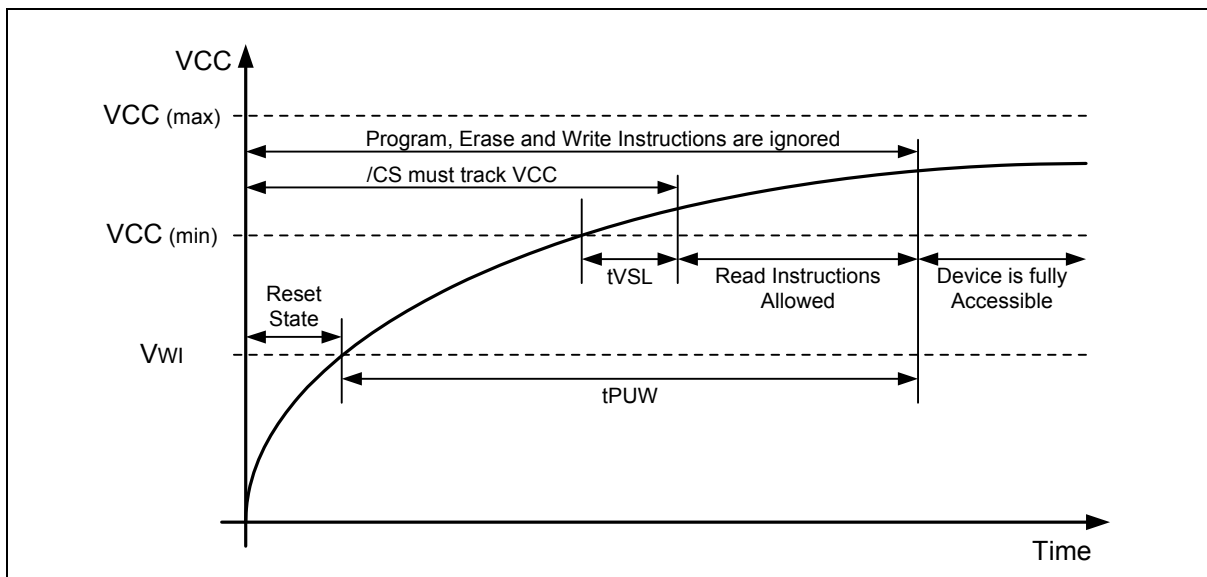 VCC
VCC (max)
Program, Erase and Write Instructions are ignored
/CS must track VCC
VCC (min)
tVSL
Read Instructions
Allowed
Device is fully
Accessible
Reset
State
VWI
tPUW
Time